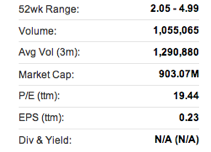 52wk Range: 2.05 - 4.99
Volume: 1,055,065
Avg Vol (3m): 1,290,880
Market Cap: 903.07M
P/E (ttm): 19.44
EPS (ttm): 0.23
Div & Yield: N/A (N/A)